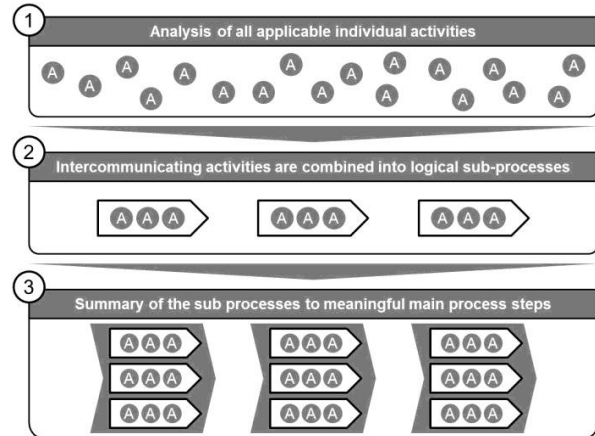 1
Analysis of all applicable individual activities
A A A A A A A A A
A A A A A A A A A
2
Intercommunicating activities are combined into logical sub-processes
A A A A A A A A A
3
Summary of the sub processes to meaningful main process steps
A A A A A A A A A
A A A A A A A A A
A A A A A A A A A